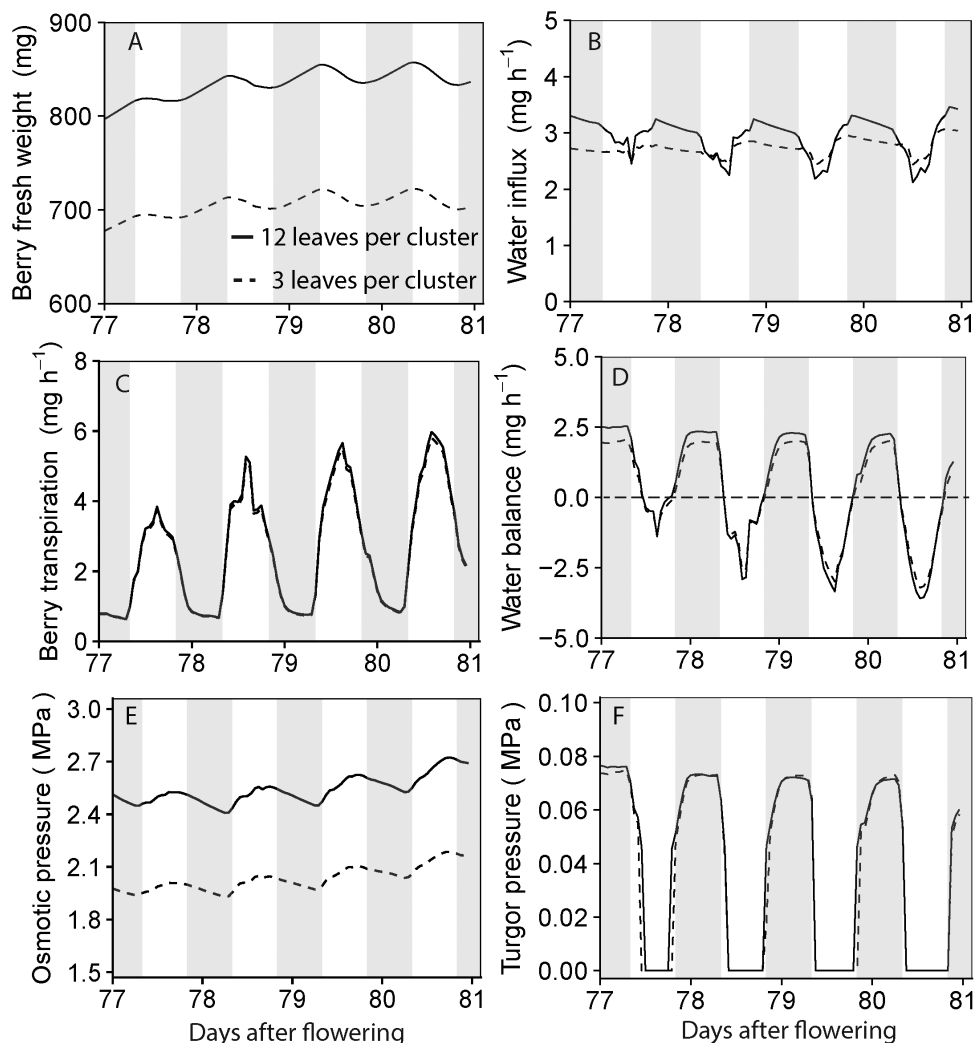 A
Berry fresh weight (mg)
900
800
700
600
12 leaves per cluster
3 leaves per cluster
77 78 79 80 81
B
Water influx (mg h⁻¹)
5
4
3
2
1
0
77 78 79 80 81
C
Berry transpiration (mg h⁻¹)
8
6
4
2
0
77 78 79 80 81
D
Water balance (mg h⁻¹)
5.0
2.5
0.0
−2.5
−5.0
77 78 79 80 81
E
Osmotic pressure ( MPa)
3.0
2.7
2.4
2.1
1.8
1.5
77 78 79 80 81
Days after flowering
F
Turgor pressure ( MPa)
0.10
0.08
0.06
0.04
0.02
0.00
77 78 79 80 81
Days after flowering